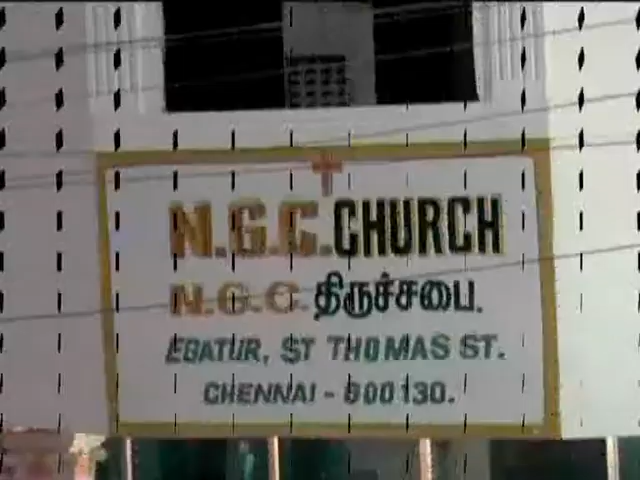 N.G.C. CHURCH
N.G.C. திருச்சபை.
EGATUR, ST THOMAS ST.
CHENNAI - 600130.